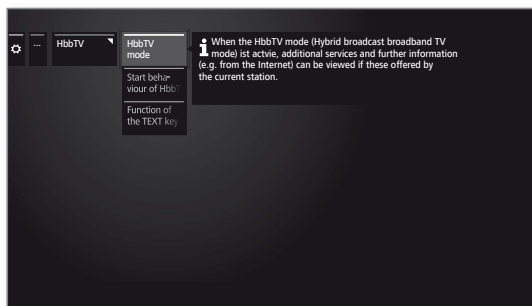 ...
HbbTV
HbbTV
mode
Start beha-
viour of HbbT
Function of
the TEXT key
When the HbbTV mode (Hybrid broadcast broadband TV
mode) ist actvie, additional services and further information
(e.g. from the Internet) can be viewed if these offered by
the current station.